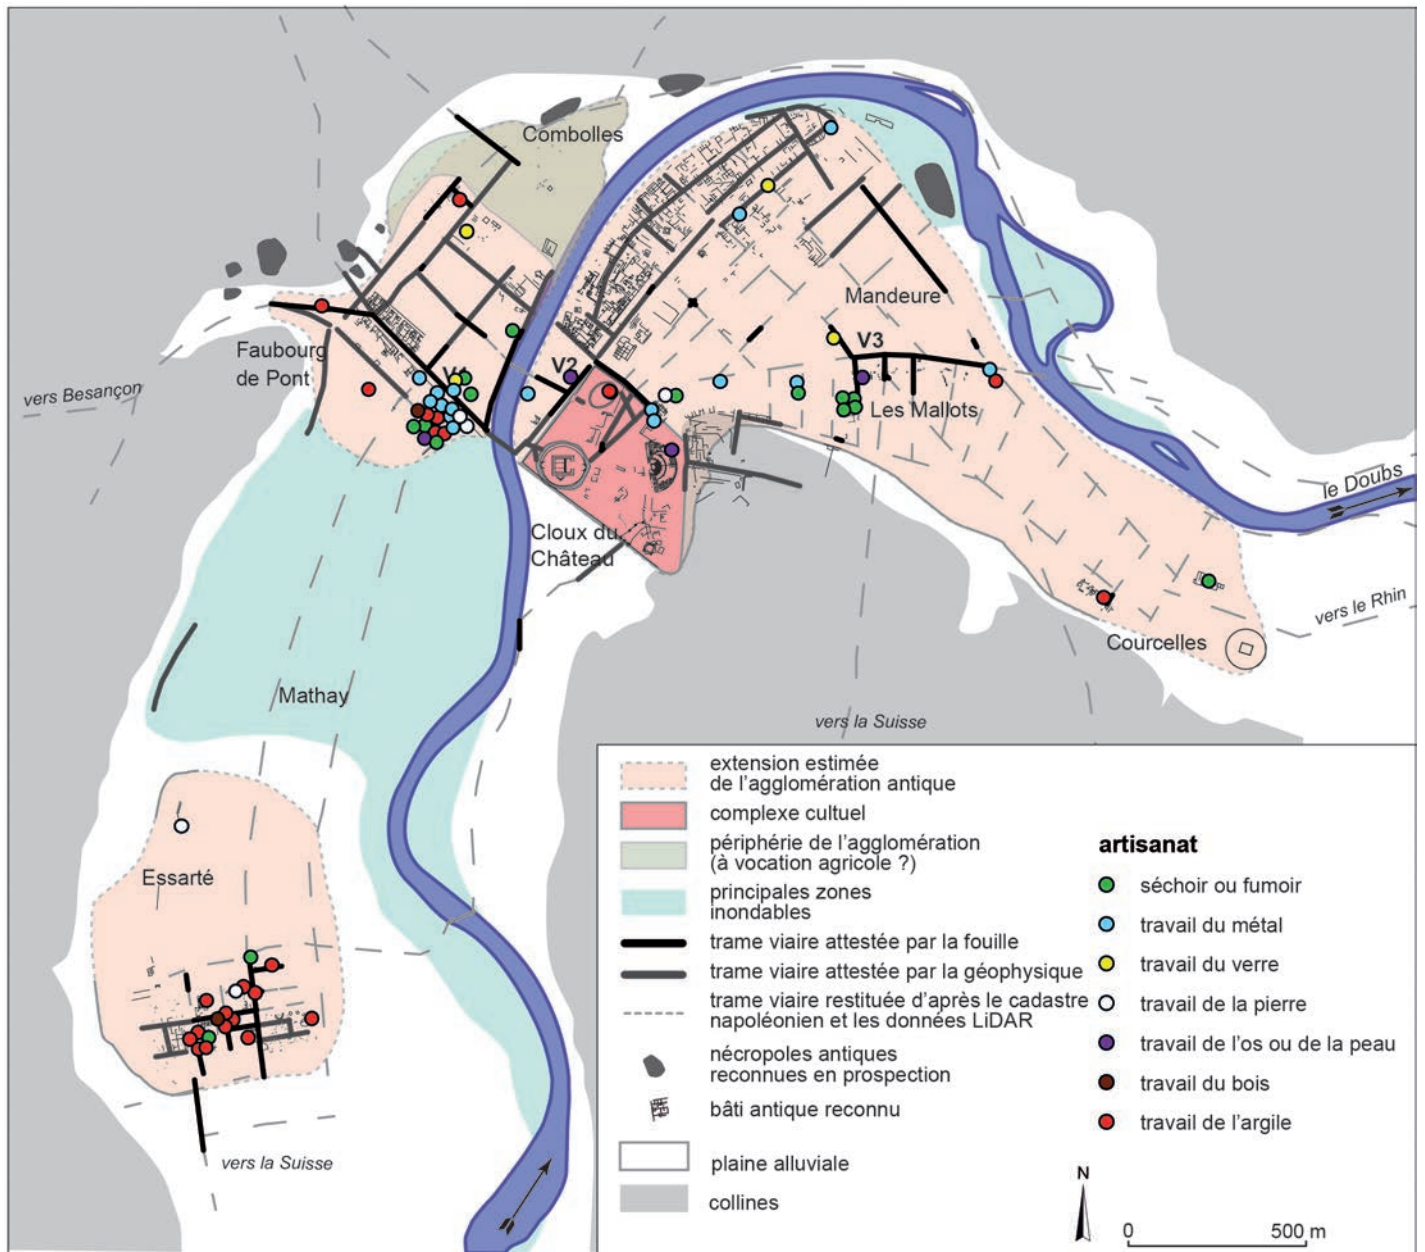 Combolles
Mandeure
Faubourg
de Pont
vers Besançon
V2
V3
Les Mallots
le Doubs
Cloux du
Château
vers le Rhin
Courcelles
Mathay
vers la Suisse
Essarté
vers la Suisse
extension estimée
de l'agglomération antique
complexe cultuel
périphérie de l'agglomération
(à vocation agricole ?)
principales zones
inondables
trame viaire attestée par la fouille
trame viaire attestée par la géophysique
trame viaire restituée d'après le cadastre
napoléonien et les données LiDAR
nécropoles antiques
reconnues en prospection
bâti antique reconnu
plaine alluviale
collines
artisanat
séchoir ou fumoir
travail du métal
travail du verre
travail de la pierre
travail de l'os ou de la peau
travail du bois
travail de l'argile
N
0 500 m